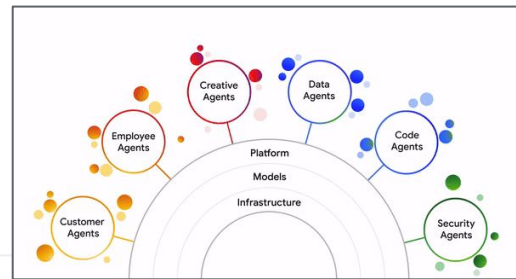 Creative
Agents
Data
Agents
Employee
Agents
Code
Agents
Platform
Models
Infrastructure
Customer
Agents
Security
Agents